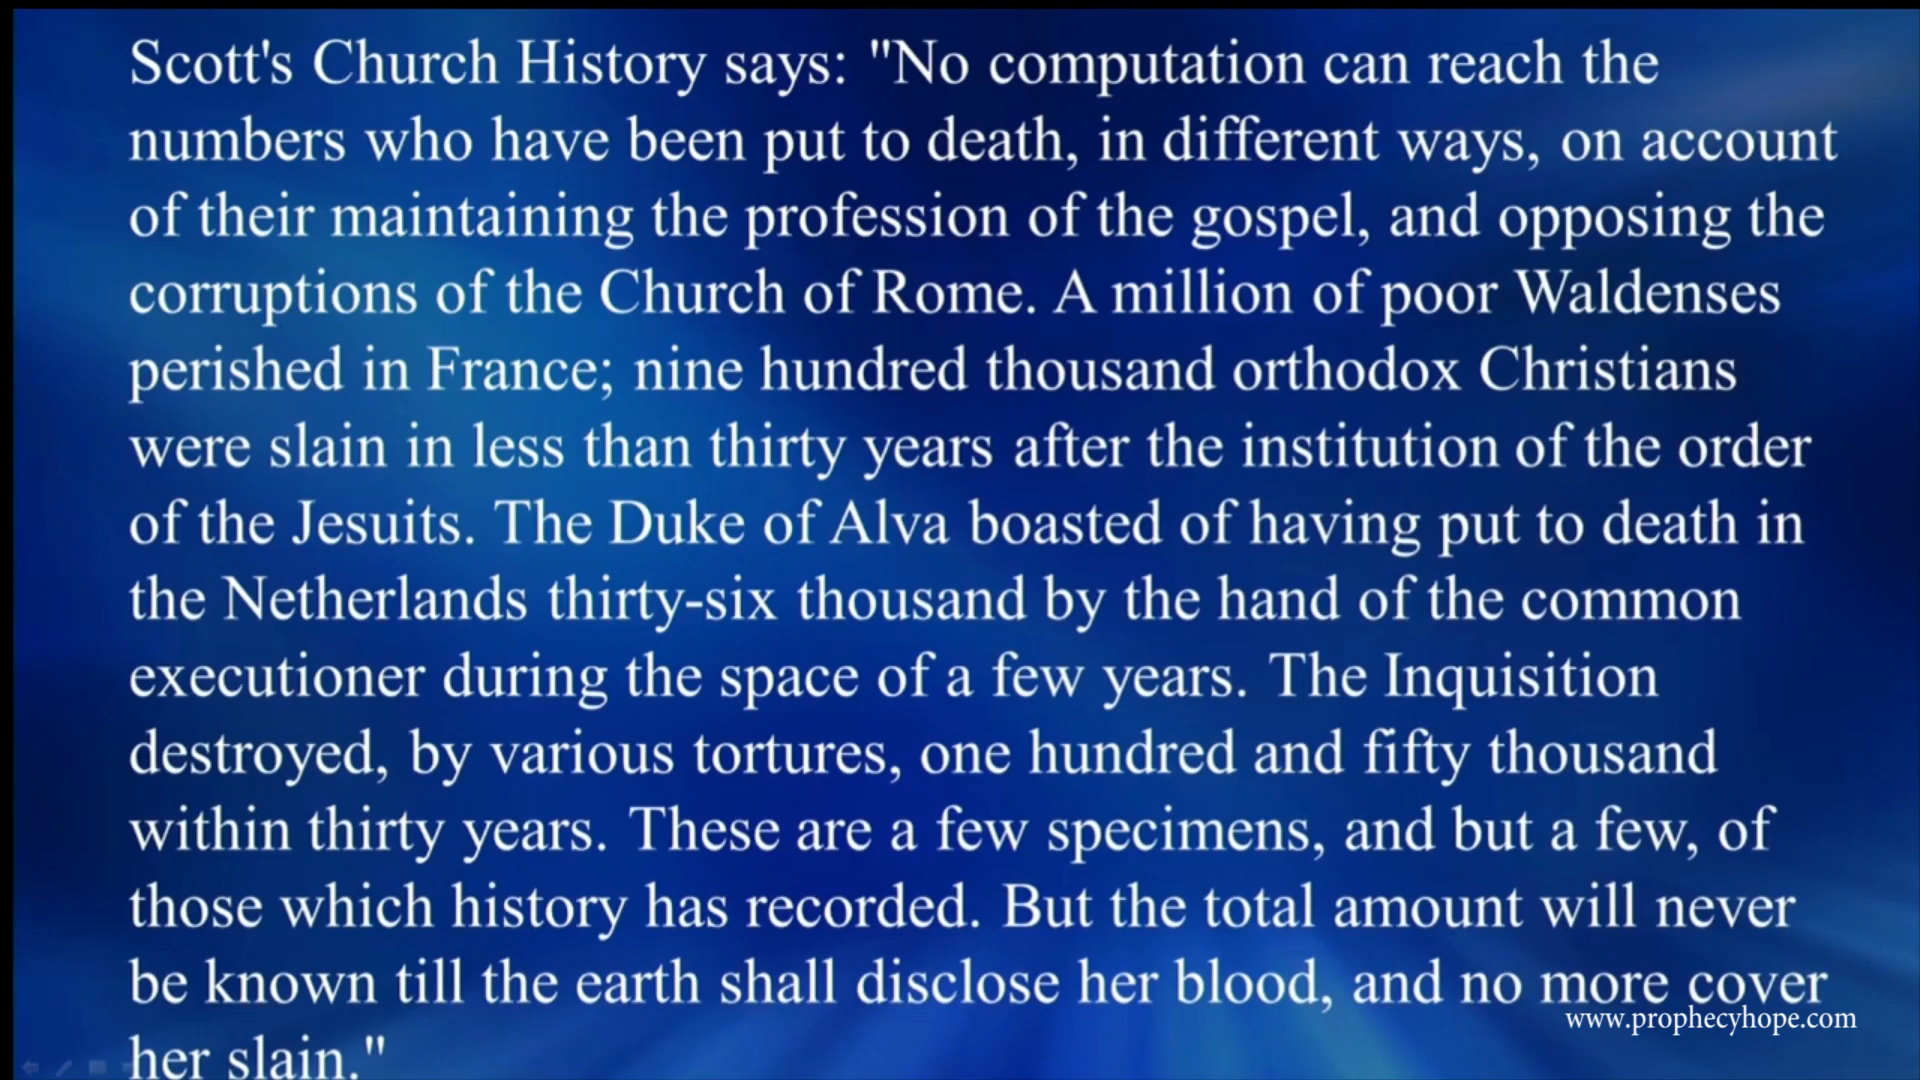 Scott's Church History says: "No computation can reach the
numbers who have been put to death, in different ways, on account
of their maintaining the profession of the gospel, and opposing the
corruptions of the Church of Rome. A million of poor Waldenses
perished in France; nine hundred thousand orthodox Christians
were slain in less than thirty years after the institution of the order
of the Jesuits. The Duke of Alva boasted of having put to death in
the Netherlands thirty-six thousand by the hand of the common
executioner during the space of a few years. The Inquisition
destroyed, by various tortures, one hundred and fifty thousand
within thirty years. These are a few specimens, and but a few, of
those which history has recorded. But the total amount will never
be known till the earth shall disclose her blood, and no more cover
her slain."
www.prophecyhope.com